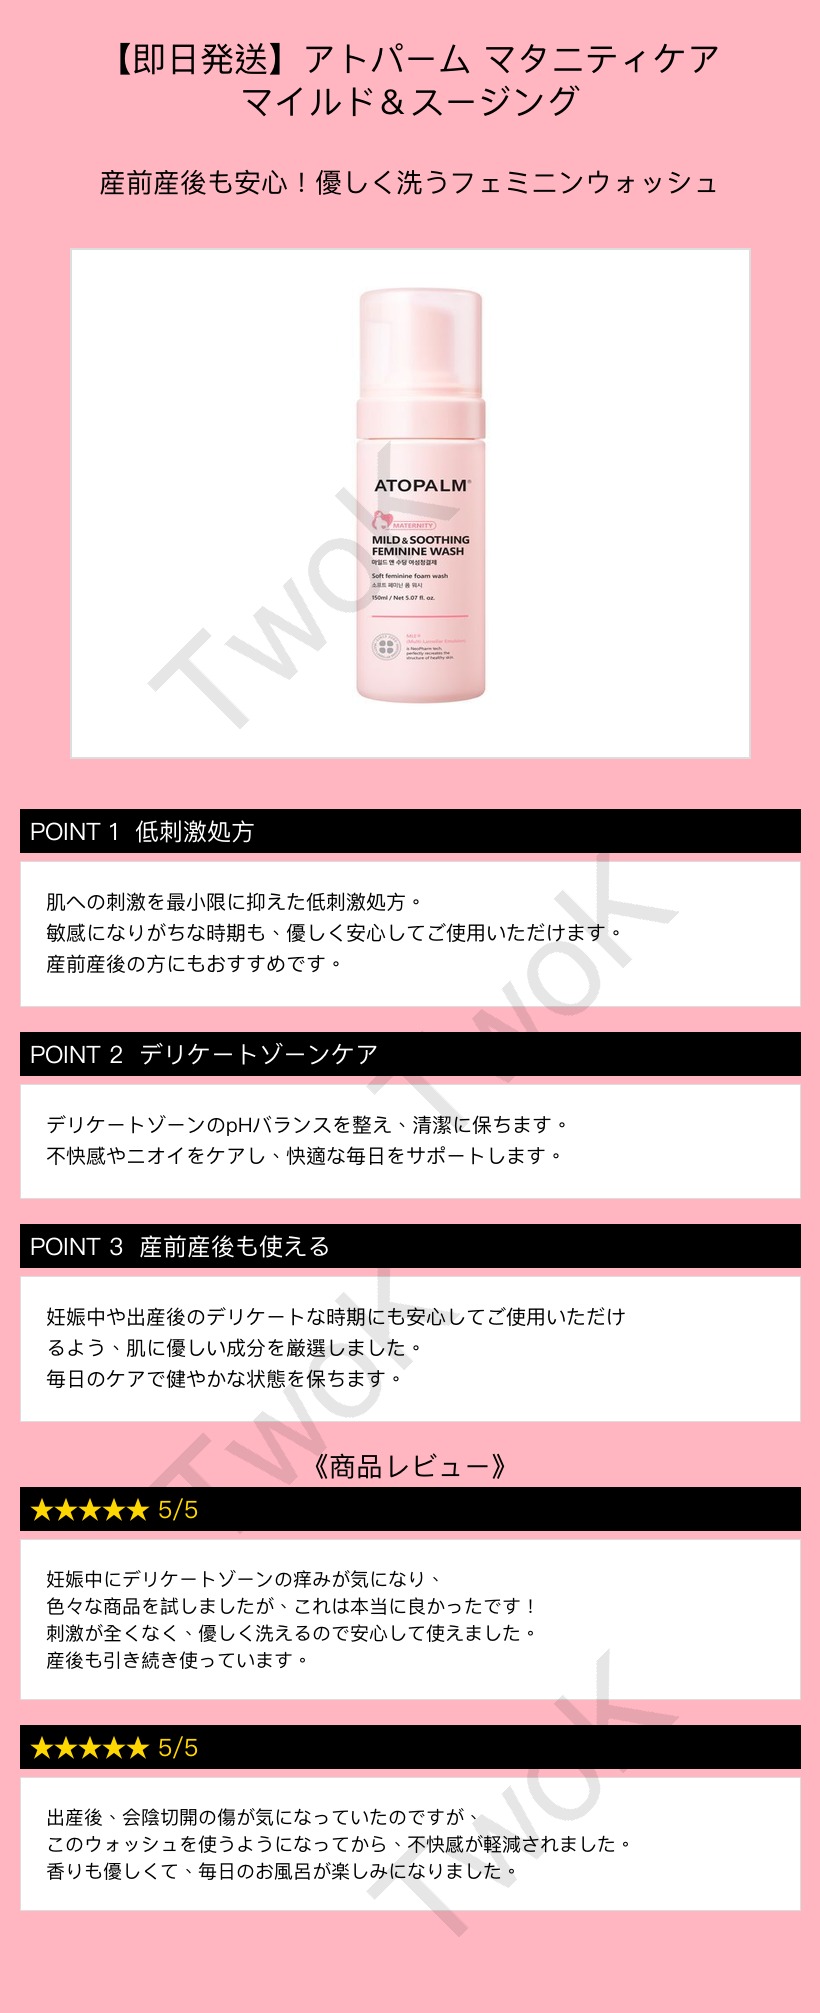 【即日発送】アトパーム マタニティケア
マイルド＆スージング
産前産後も安心！優しく洗うフェミニンウォッシュ
ATOPALM
MATERNITY
MILD & SOOTHING
FEMININE WASH
마일드 앤 수딩 여성청결제
Soft feminine foam wash
소프트 페미닌 폼 워시
150ml / Net 5.07 fl. oz.
MLE®
(Multi-Lamellar Emulsion)
is NeoPharm tech.
perfectly recreates the
structure of healthy skin
TwoK
POINT 1 低刺激処方
肌への刺激を最小限に抑えた低刺激処方。
敏感になりがちな時期も、優しく安心してご使用いただけます。
産前産後の方にもおすすめです。
TwoK
POINT 2 デリケートゾーンケア
デリケートゾーンのpHバランスを整え、清潔に保ちます。
不快感やニオイをケアし、快適な毎日をサポートします。
POINT 3 産前産後も使える
妊娠中や出産後のデリケートな時期にも安心してご使用いただけ
るよう、肌に優しい成分を厳選しました。
毎日のケアで健やかな状態を保ちます。
TwoK
《商品レビュー》
★★★★★ 5/5
妊娠中にデリケートゾーンの痒みが気になり、
色々な商品を試しましたが、これは本当に良かったです！
刺激が全くなく、優しく洗えるので安心して使えました。
産後も引き続き使っています。
★★★★★ 5/5
出産後、会陰切開の傷が気になっていたのですが、
このウォッシュを使うようになってから、不快感が軽減されました。
香りも優しくて、毎日のお風呂が楽しみになりました。
TwoK